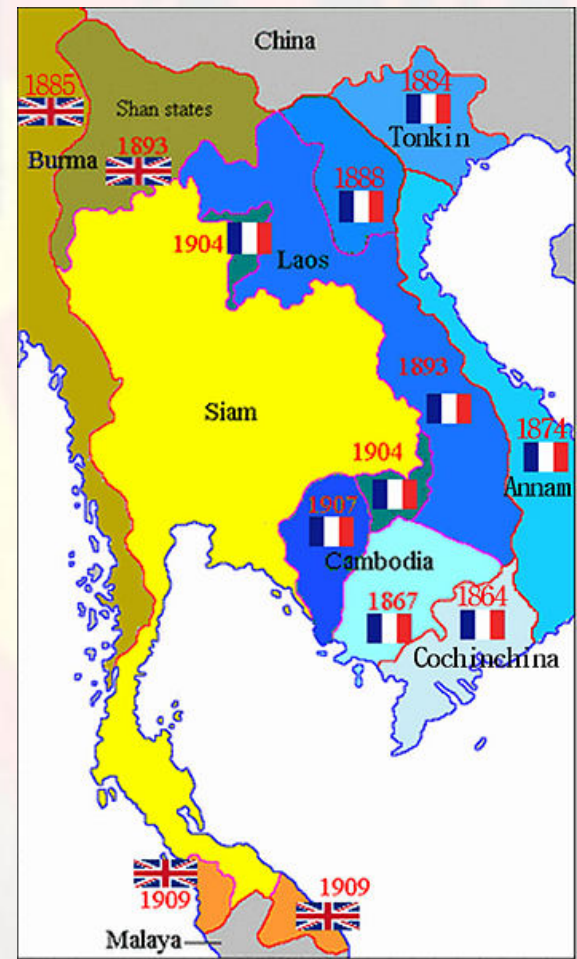 China
1885
Shan states
1884
Tonkin
Burma
1893
1888
1904
Laos
1893
Siam
1904
1874
Annam
1907
Cambodia
1867
1864
Cochinchina
1909
1909
Malaya